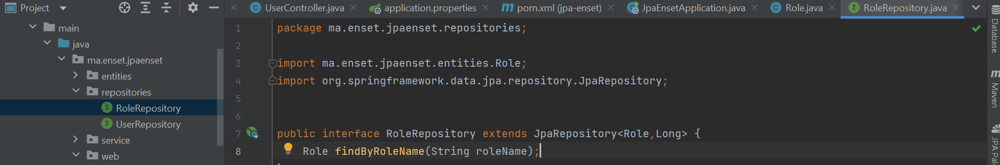 Project
UserController.java
application.properties
pom.xml (jpa-enset)
JpaEnsetApplication.java
Role.java
RoleRepository.java
main
java
ma.enset.jpaenset
entities
repositories
RoleRepository
UserRepository
service
web
1 package ma.enset.jpaenset.repositories;
2
3 import ma.enset.jpaenset.entities.Role;
4 import org.springframework.data.jpa.repository.JpaRepository;
5
6
7 public interface RoleRepository extends JpaRepository<Role,Long> {
8 Role findByRoleName(String roleName);
Database
Maven